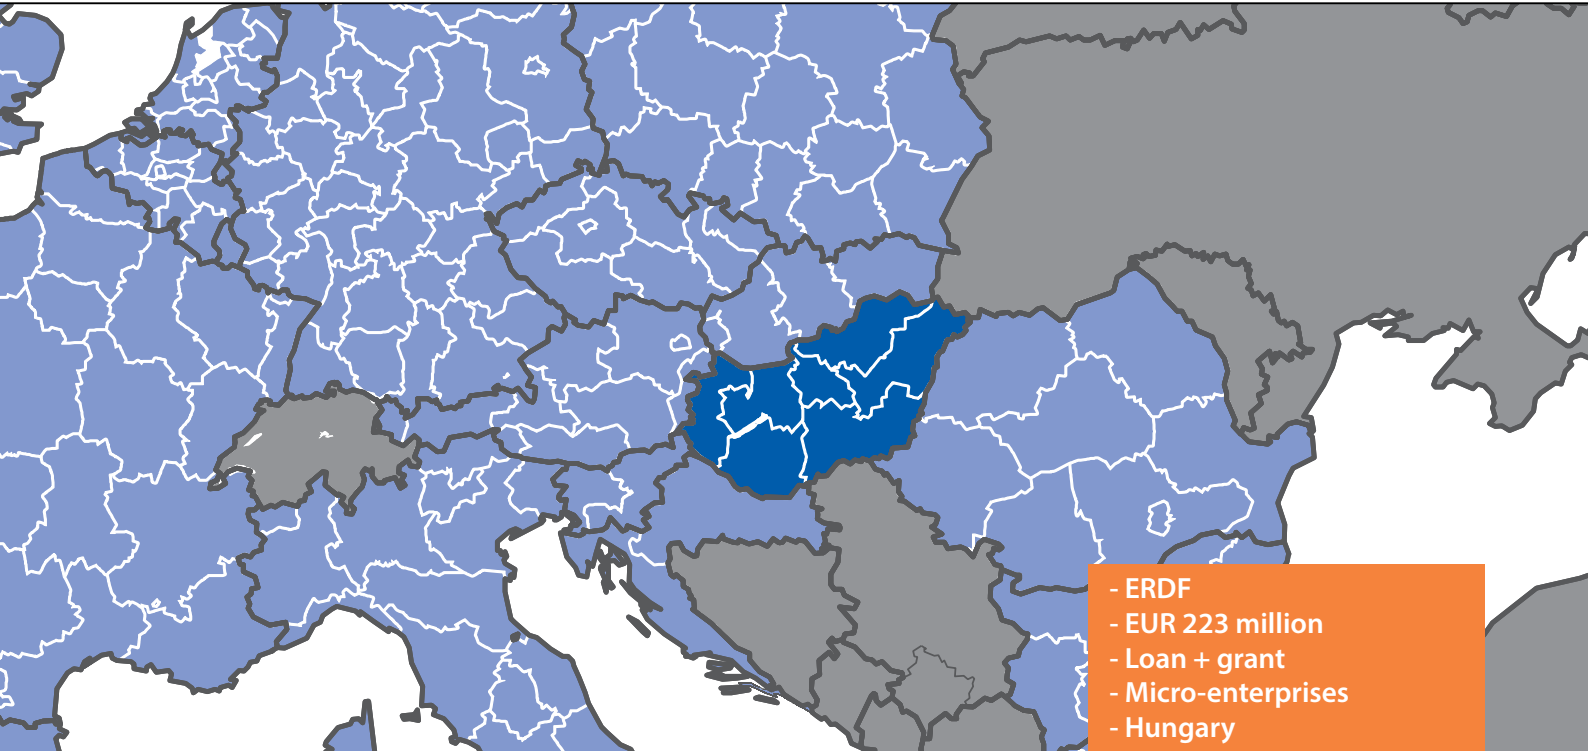 - ERDF
- EUR 223 million
- Loan + grant
- Micro-enterprises
- Hungary